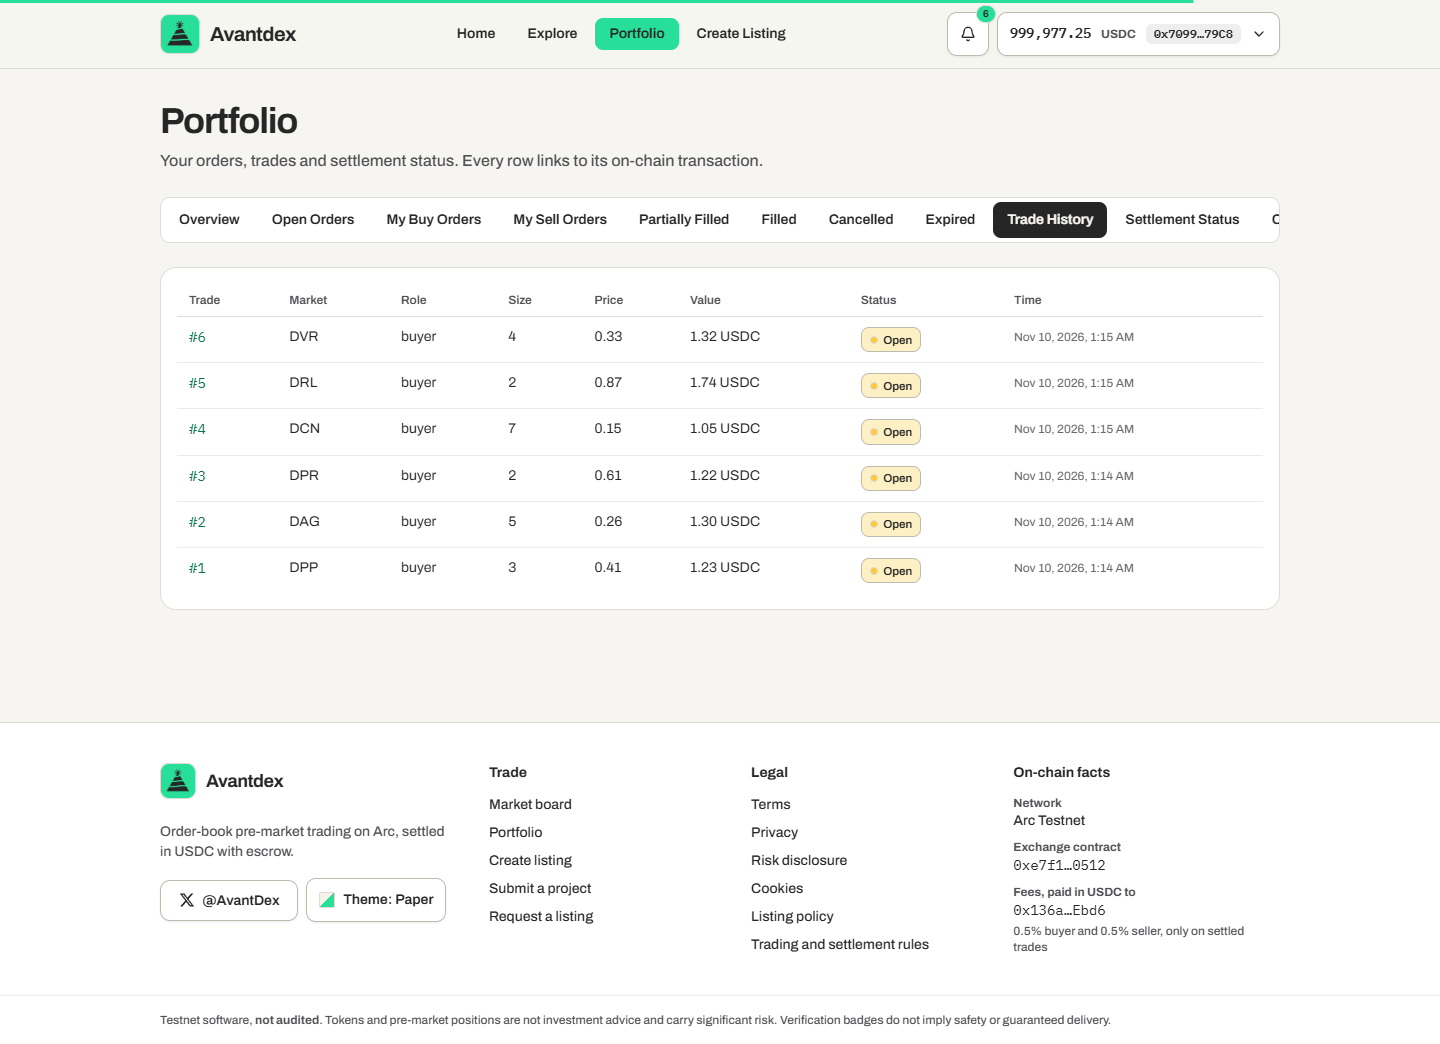 Avantdex
Home Explore Portfolio Create Listing
6
999,977.25 USDC 0x7099…79C8
Portfolio
Your orders, trades and settlement status. Every row links to its on-chain transaction.
Overview Open Orders My Buy Orders My Sell Orders Partially Filled Filled Cancelled Expired Trade History Settlement Status
Trade Market Role Size Price Value Status Time
#6 DVR buyer 4 0.33 1.32 USDC Open Nov 10, 2026, 1:15 AM
#5 DRL buyer 2 0.87 1.74 USDC Open Nov 10, 2026, 1:15 AM
#4 DCN buyer 7 0.15 1.05 USDC Open Nov 10, 2026, 1:15 AM
#3 DPR buyer 2 0.61 1.22 USDC Open Nov 10, 2026, 1:14 AM
#2 DAG buyer 5 0.26 1.30 USDC Open Nov 10, 2026, 1:14 AM
#1 DPP buyer 3 0.41 1.23 USDC Open Nov 10, 2026, 1:14 AM
Avantdex
Order-book pre-market trading on Arc, settled
in USDC with escrow.
@AvantDex Theme: Paper
Trade
Market board
Portfolio
Create listing
Submit a project
Request a listing
Legal
Terms
Privacy
Risk disclosure
Cookies
Listing policy
Trading and settlement rules
On-chain facts
Network
Arc Testnet
Exchange contract
0xe7f1…0512
Fees, paid in USDC to
0x136a…Ebd6
0.5% buyer and 0.5% seller, only on settled
trades
Testnet software, not audited. Tokens and pre-market positions are not investment advice and carry significant risk. Verification badges do not imply safety or guaranteed delivery.